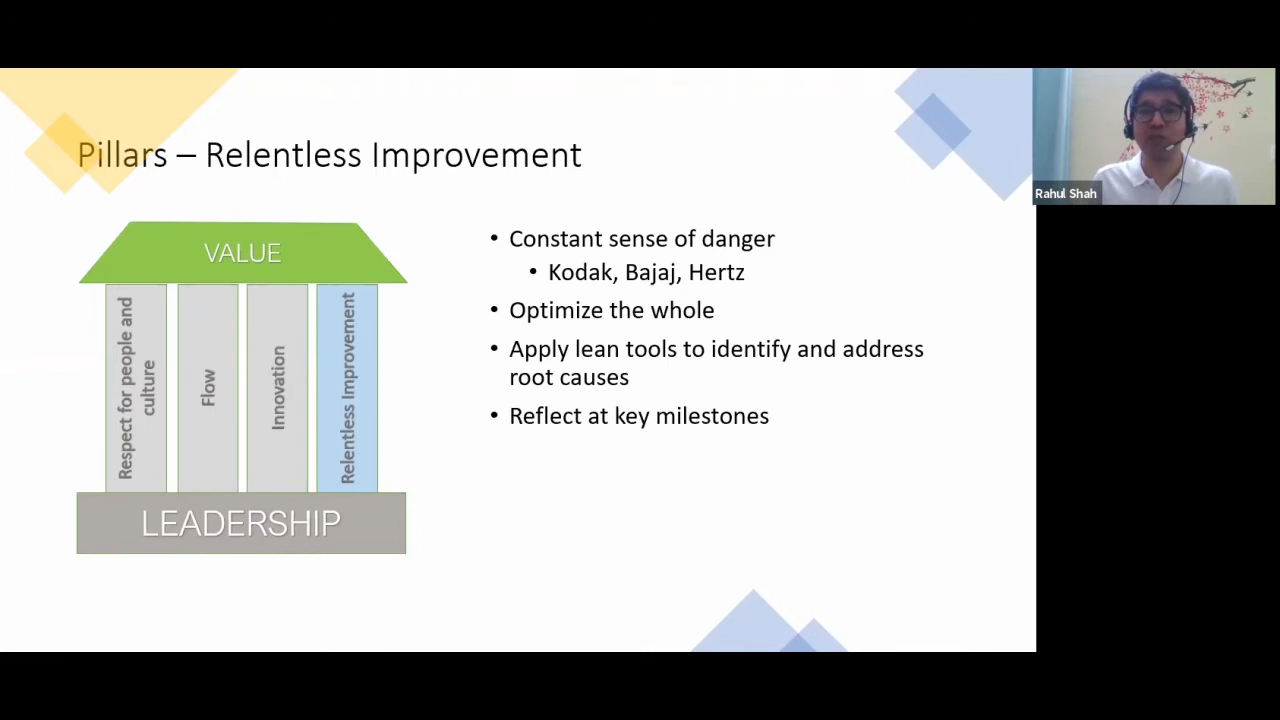 Pillars – Relentless Improvement
VALUE
Respect for people and
culture
Flow
Innovation
Relentless Improvement
LEADERSHIP
• Constant sense of danger
• Kodak, Bajaj, Hertz
• Optimize the whole
• Apply lean tools to identify and address
root causes
• Reflect at key milestones
Rahul Shah